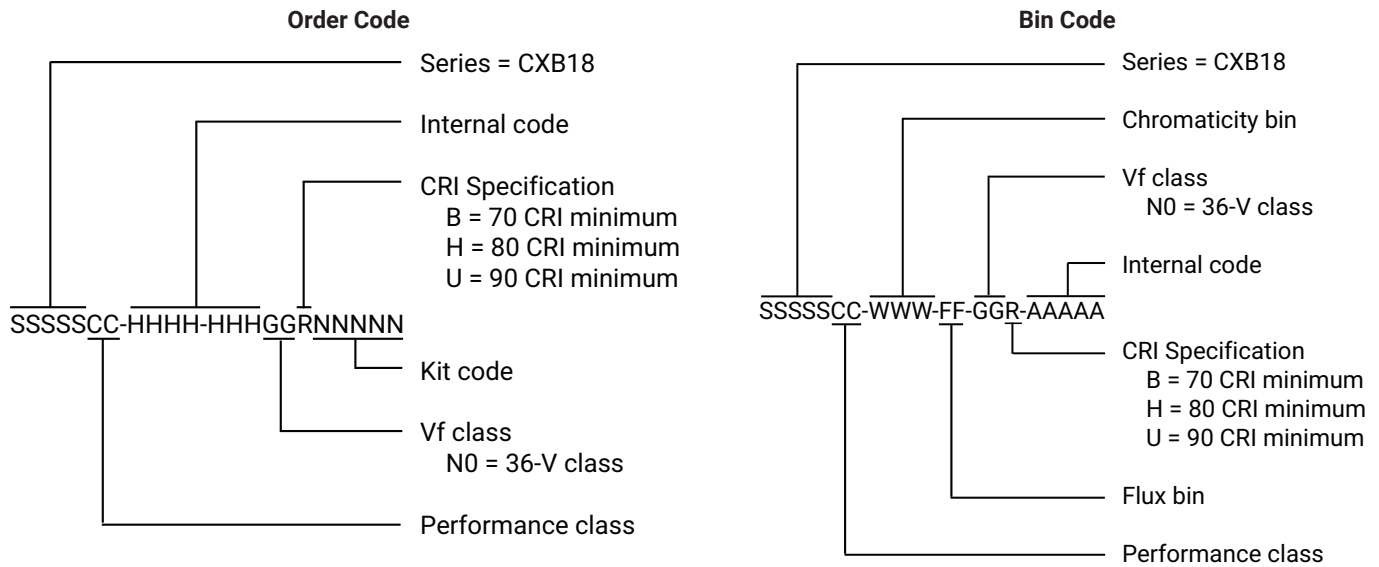 Order Code
Series = CXB18
Internal code
CRI Specification
B = 70 CRI minimum
H = 80 CRI minimum
U = 90 CRI minimum
SSSSSCC-HHHH-HHHGGRNNNNN
Kit code
Vf class
N0 = 36-V class
Performance class
Bin Code
Series = CXB18
Chromaticity bin
Vf class
N0 = 36-V class
Internal code
SSSSSCC-WWW-FF-GGR-AAAAA
CRI Specification
B = 70 CRI minimum
H = 80 CRI minimum
U = 90 CRI minimum
Flux bin
Performance class